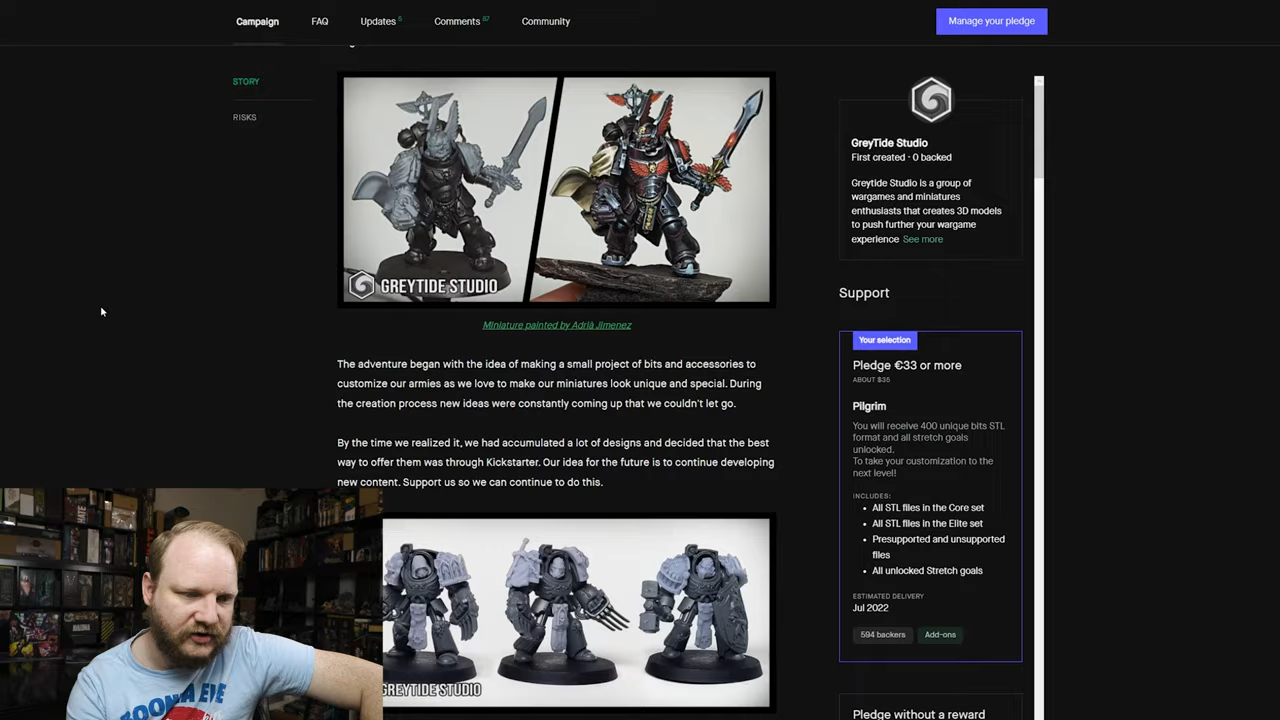 Campaign
FAQ
Updates 5
Comments 87
Community
Manage your pledge
STORY
RISKS
GREYTIDE STUDIO
Miniature painted by Adrià Jimenez
The adventure began with the idea of making a small project of bits and accessories to
customize our armies as we love to make our miniatures look unique and special. During
the creation process new ideas were constantly coming up that we couldn't let go.
By the time we realized it, we had accumulated a lot of designs and decided that the best
way to offer them was through Kickstarter. Our idea for the future is to continue developing
new content. Support us so we can continue to do this.
GREYTIDE STUDIO
GreyTide Studio
First created · 0 backed
Greytide Studio is a group of
wargames and miniatures
enthusiasts that creates 3D models
to push further your wargame
experience See more
Support
Your selection
Pledge €33 or more
ABOUT $35
Pilgrim
You will receive 400 unique bits STL
format and all stretch goals
unlocked.
To take your customization to the
next level!
INCLUDES:
• All STL files in the Core set
• All STL files in the Elite set
• Presupported and unsupported
files
• All unlocked Stretch goals
ESTIMATED DELIVERY
Jul 2022
594 backers
Add-ons
Pledge without a reward